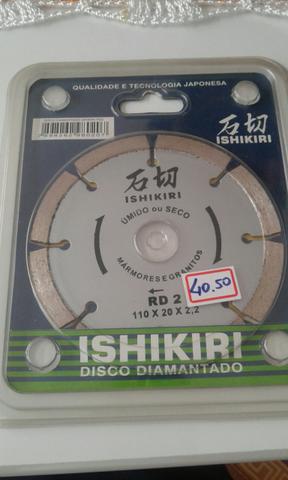 QUALIDADE E TECNOLOGIA JAPONESA
石切
ISHIKIRI
石切
ISHIKIRI
ÚMIDO OU SECO
MÁRMORES E GRANITOS
RD 2
40.50
110 X 20 X 2,2
ISHIKIRI
DISCO DIAMANTADO